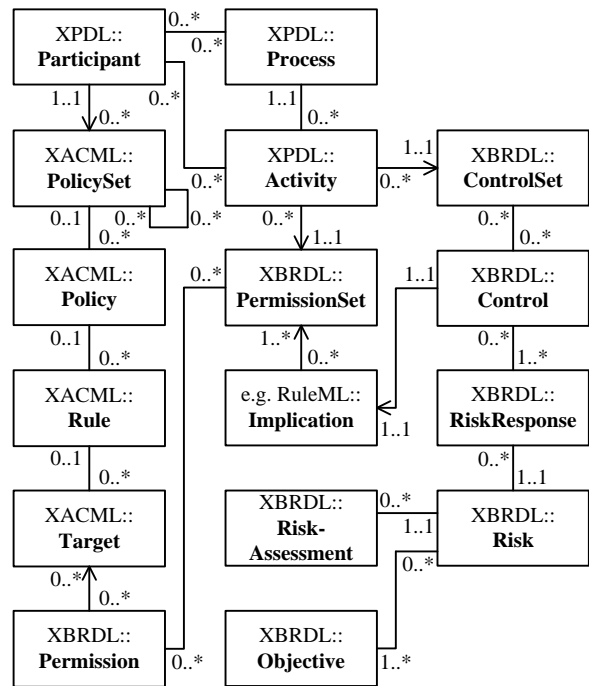 XPDL::
Participant
0..*
0..*
XPDL::
Process
1..1
0..*
0..*
1..1
0..*
XACML::
PolicySet
0..*
XPDL::
Activity
1..1
0..*
XBRDL::
ControlSet
0..1
0..*
0..*
0..*
0..*
1..1
0..*
0..*
XACML::
Policy
0..*
XBRDL::
PermissionSet
1..1
XBRDL::
Control
0..1
0..*
1..*
0..*
0..*
1..*
XACML::
Rule
e.g. RuleML::
Implication
1..1
XBRDL::
RiskResponse
0..1
0..*
0..*
1..1
XACML::
Target
XBRDL::
Risk-
Assessment
0..*
1..1
XBRDL::
Risk
0..*
0..*
0..*
XBRDL::
Permission
0..*
XBRDL::
Objective
1..*